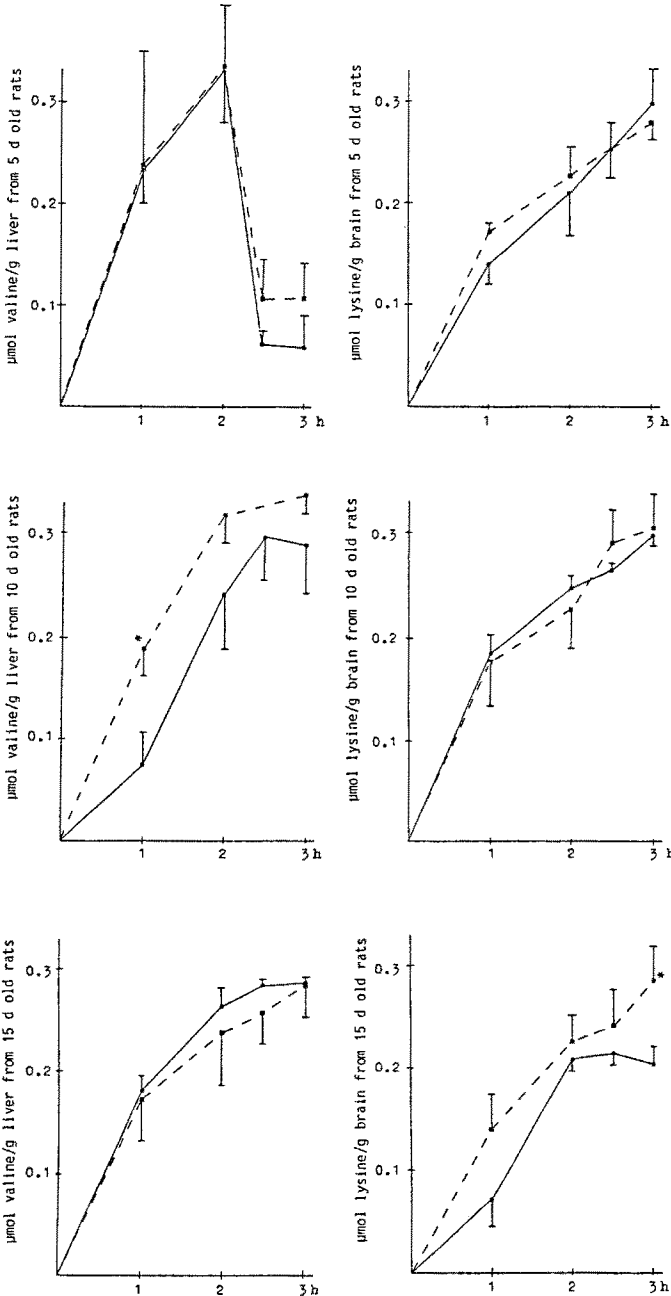 µmol valine/g liver from 5 d old rats
0.3
0.2
0.1
1 2 3 h
µmol lysine/g brain from 5 d old rats
0.3
0.2
0.1
1 2 3 h
µmol valine/g liver from 10 d old rats
0.3
0.2
0.1
*
1 2 3 h
µmol lysine/g brain from 10 d old rats
0.3
0.2
0.1
1 2 3 h
µmol valine/g liver from 15 d old rats
0.3
0.2
0.1
1 2 3 h
µmol lysine/g brain from 15 d old rats
0.3
0.2
0.1
*
1 2 3 h